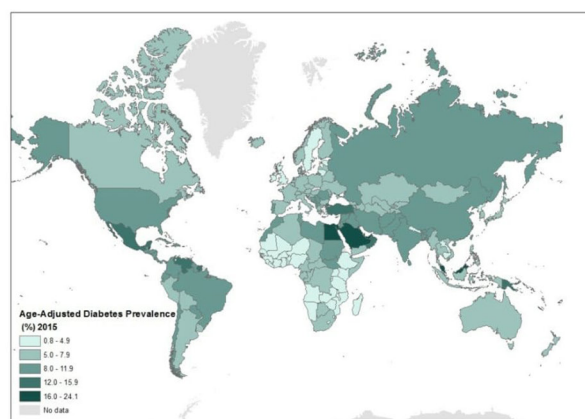 Age-Adjusted Diabetes Prevalence
(%) 2015
0.8 - 4.9
5.0 - 7.9
8.0 - 11.9
12.0 - 15.9
16.0 - 24.1
No data